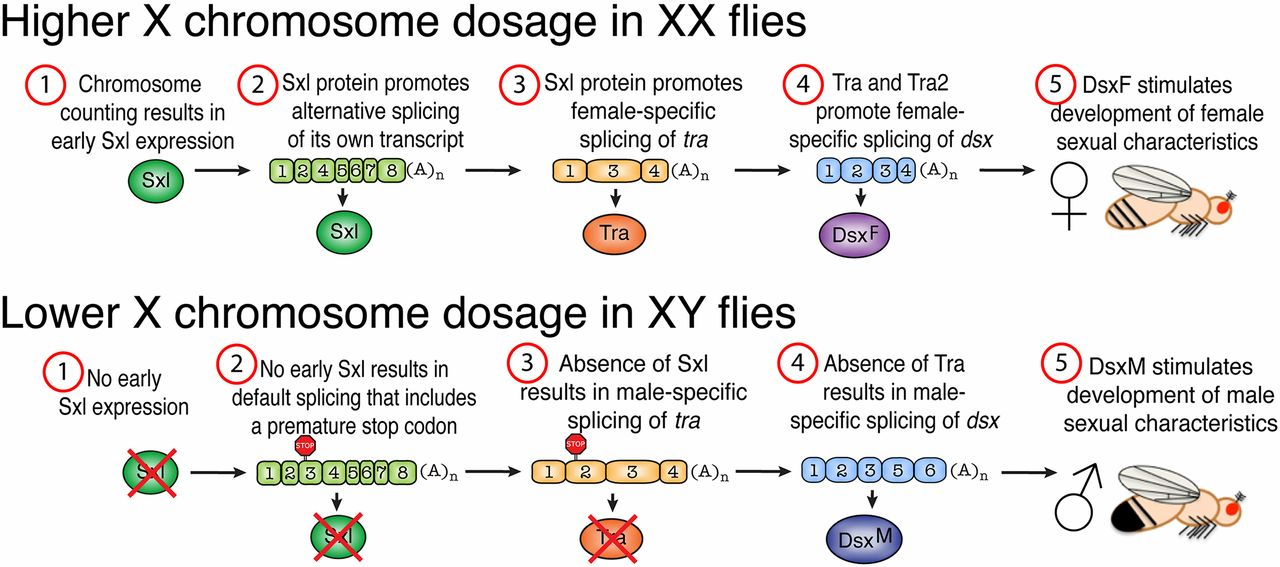 Higher X chromosome dosage in XX flies
1 Chromosome
counting results in
early Sxl expression
Sxl
2 Sxl protein promotes
alternative splicing
of its own transcript
1 2 4 5 6 7 8 (A)n
Sxl
3 Sxl protein promotes
female-specific
splicing of tra
1 3 4 (A)n
Tra
4 Tra and Tra2
promote female-
specific splicing of dsx
1 2 3 4 (A)n
DsxF
5 DsxF stimulates
development of female
sexual characteristics
Lower X chromosome dosage in XY flies
1 No early
Sxl expression
Sxl
2 No early Sxl results in
default splicing that includes
a premature stop codon
STOP
1 2 3 4 5 6 7 8 (A)n
Sxl
3 Absence of Sxl
results in male-specific
splicing of tra
STOP
1 2 3 4 (A)n
Tra
4 Absence of Tra
results in male-
specific splicing of dsx
1 2 3 5 6 (A)n
DsxM
5 DsxM stimulates
development of male
sexual characteristics